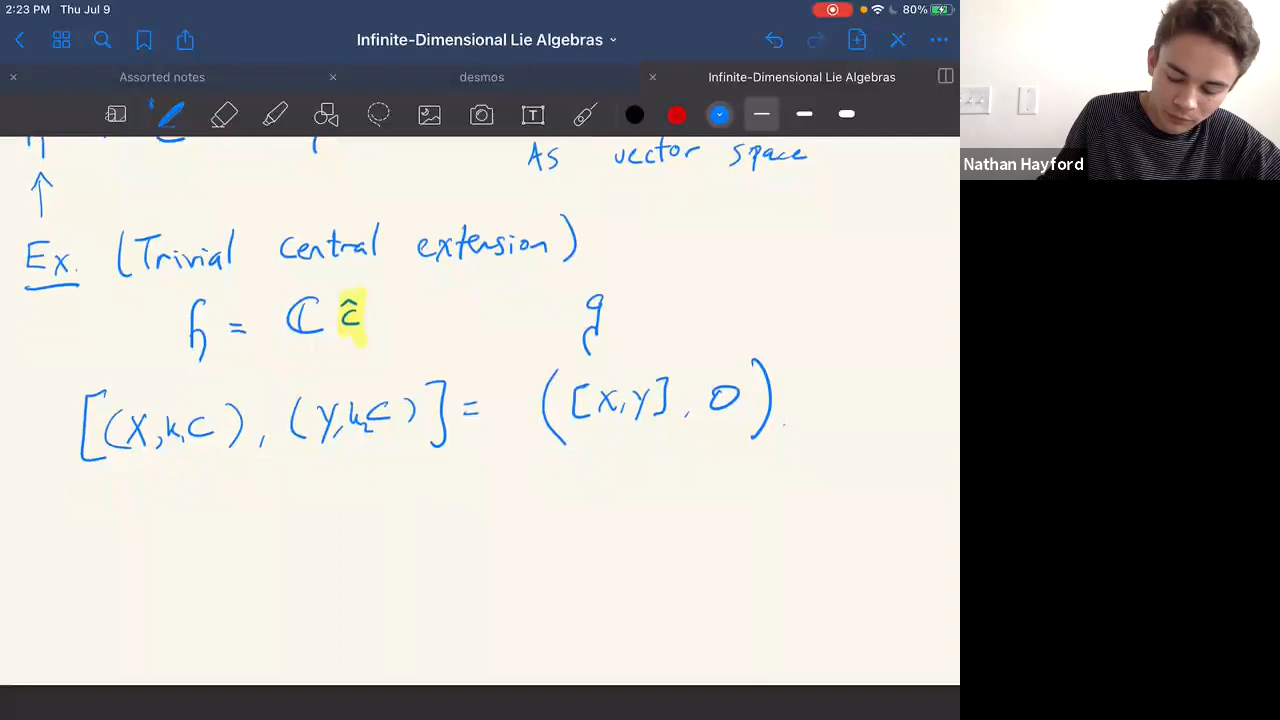 2:23 PM Thu Jul 9 80%
Infinite-Dimensional Lie Algebras
Assorted notes desmos Infinite-Dimensional Lie Algebras
As vector space
Ex. (Trivial central extension)
h = ℂ ĉ g
[(X, k₁C), (Y, k₂C)] = ([X,Y], 0).
Nathan Hayford